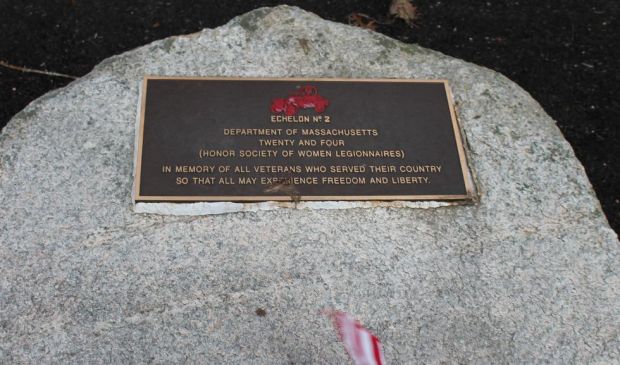 ECHELON Nº 2
DEPARTMENT OF MASSACHUSETTS
TWENTY AND FOUR
(HONOR SOCIETY OF WOMEN LEGIONNAIRES)
IN MEMORY OF ALL VETERANS WHO SERVED THEIR COUNTRY
SO THAT ALL MAY EXPERIENCE FREEDOM AND LIBERTY.